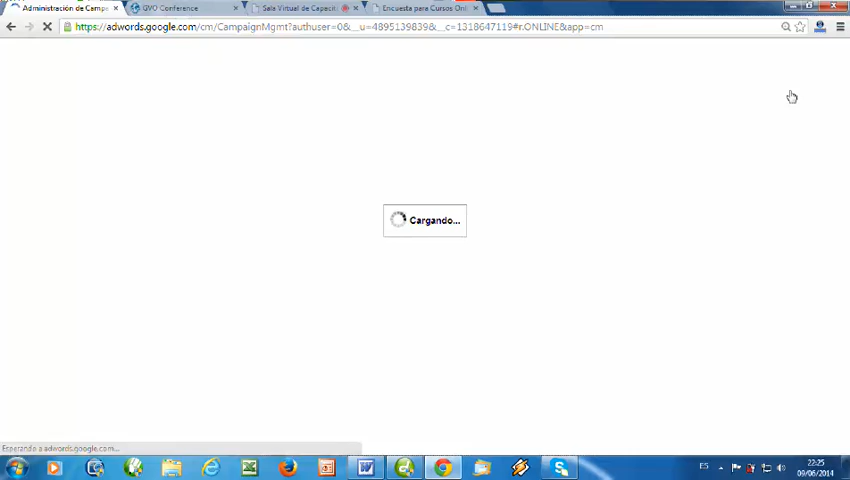 Administración de Camp
QVO Conference
Sala Virtual de Capacit
Encuesta para Cursos Onl
https://adwords.google.com/cm/CampaignMgmt?authuser=0&__u=4895139839&__c=1318647119#r.ONLINE&app=cm
Cargando...
Esperando a adwords.google.com...
ES
22:25
09/06/2014